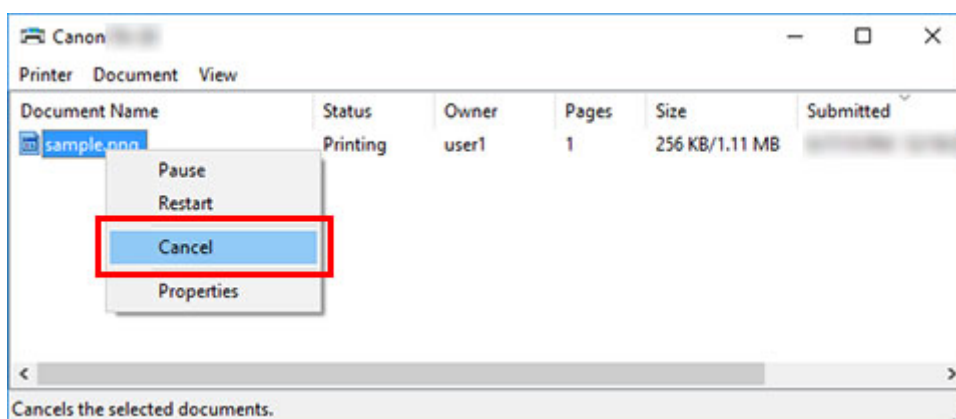 Canon
Printer Document View
Document Name Status Owner Pages Size Submitted
sample.png Printing user1 1 256 KB/1.11 MB
Pause
Restart
Cancel
Properties
Cancels the selected documents.